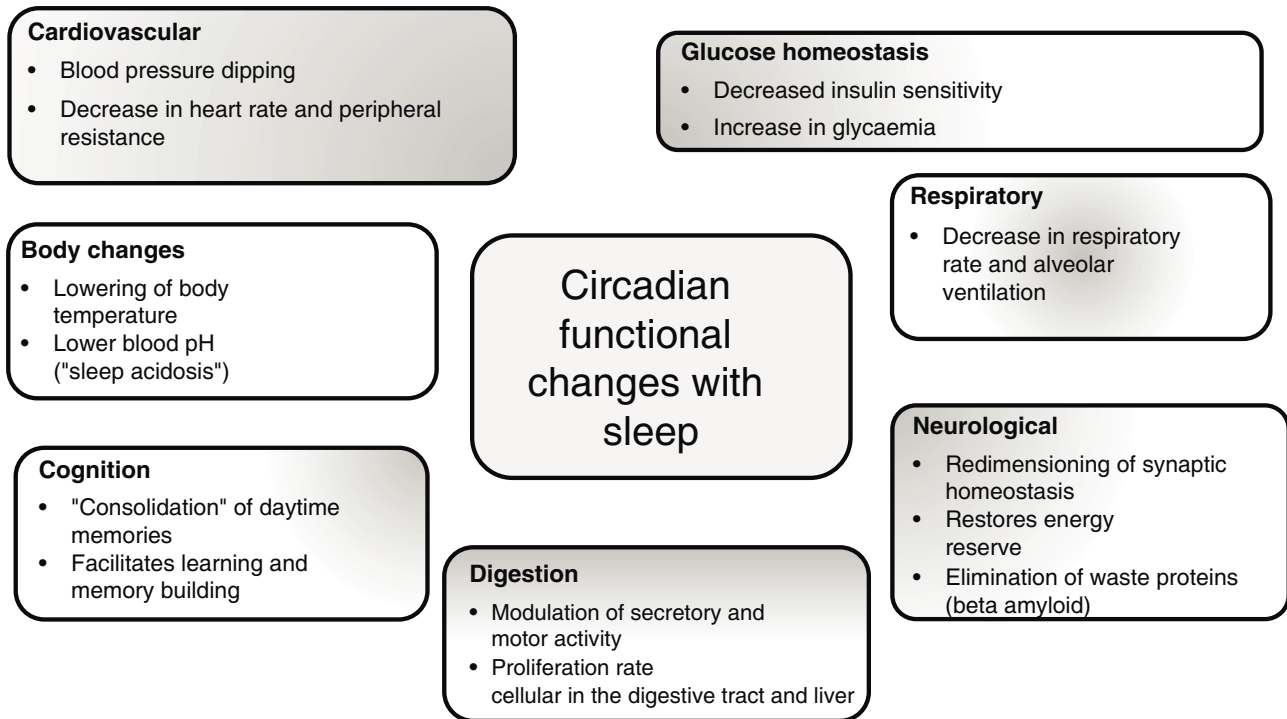 Cardiovascular
• Blood pressure dipping
• Decrease in heart rate and peripheral
resistance
Glucose homeostasis
• Decreased insulin sensitivity
• Increase in glycaemia
Respiratory
• Decrease in respiratory
rate and alveolar
ventilation
Body changes
• Lowering of body
temperature
• Lower blood pH
("sleep acidosis")
Circadian
functional
changes with
sleep
Neurological
• Redimensioning of synaptic
homeostasis
• Restores energy
reserve
• Elimination of waste proteins
(beta amyloid)
Cognition
• "Consolidation" of daytime
memories
• Facilitates learning and
memory building
Digestion
• Modulation of secretory and
motor activity
• Proliferation rate
cellular in the digestive tract and liver